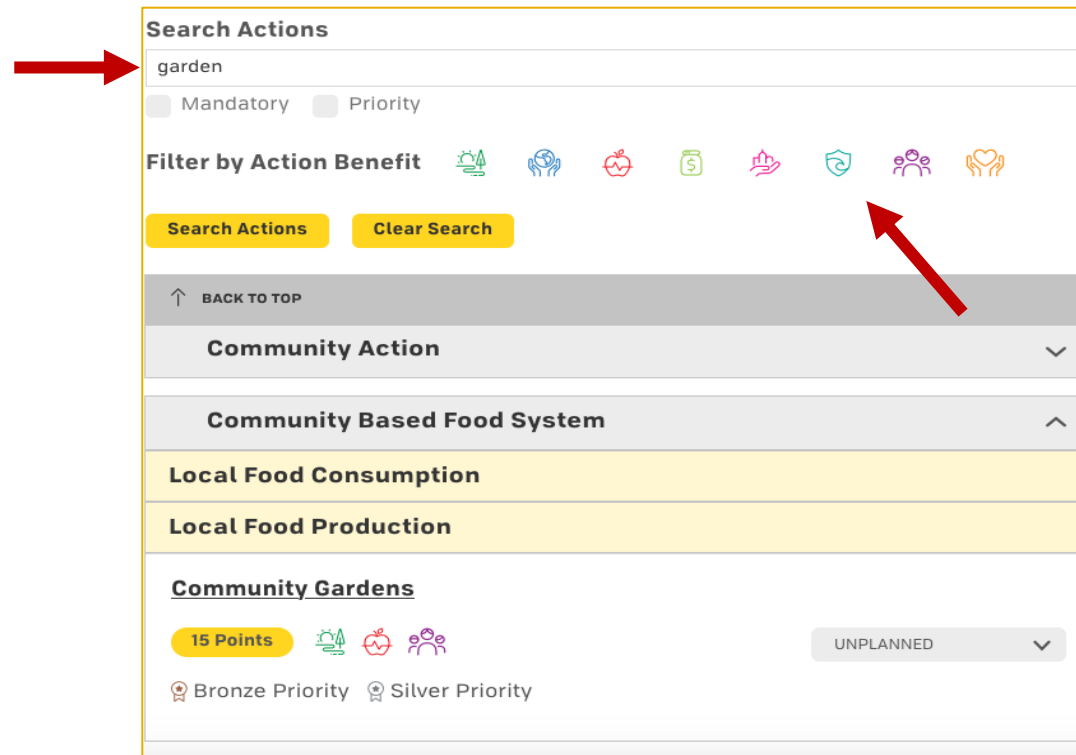 Search Actions
garden
Mandatory Priority
Filter by Action Benefit
Search Actions Clear Search
BACK TO TOP
Community Action
Community Based Food System
Local Food Consumption
Local Food Production
Community Gardens
15 Points UNPLANNED
Bronze Priority Silver Priority